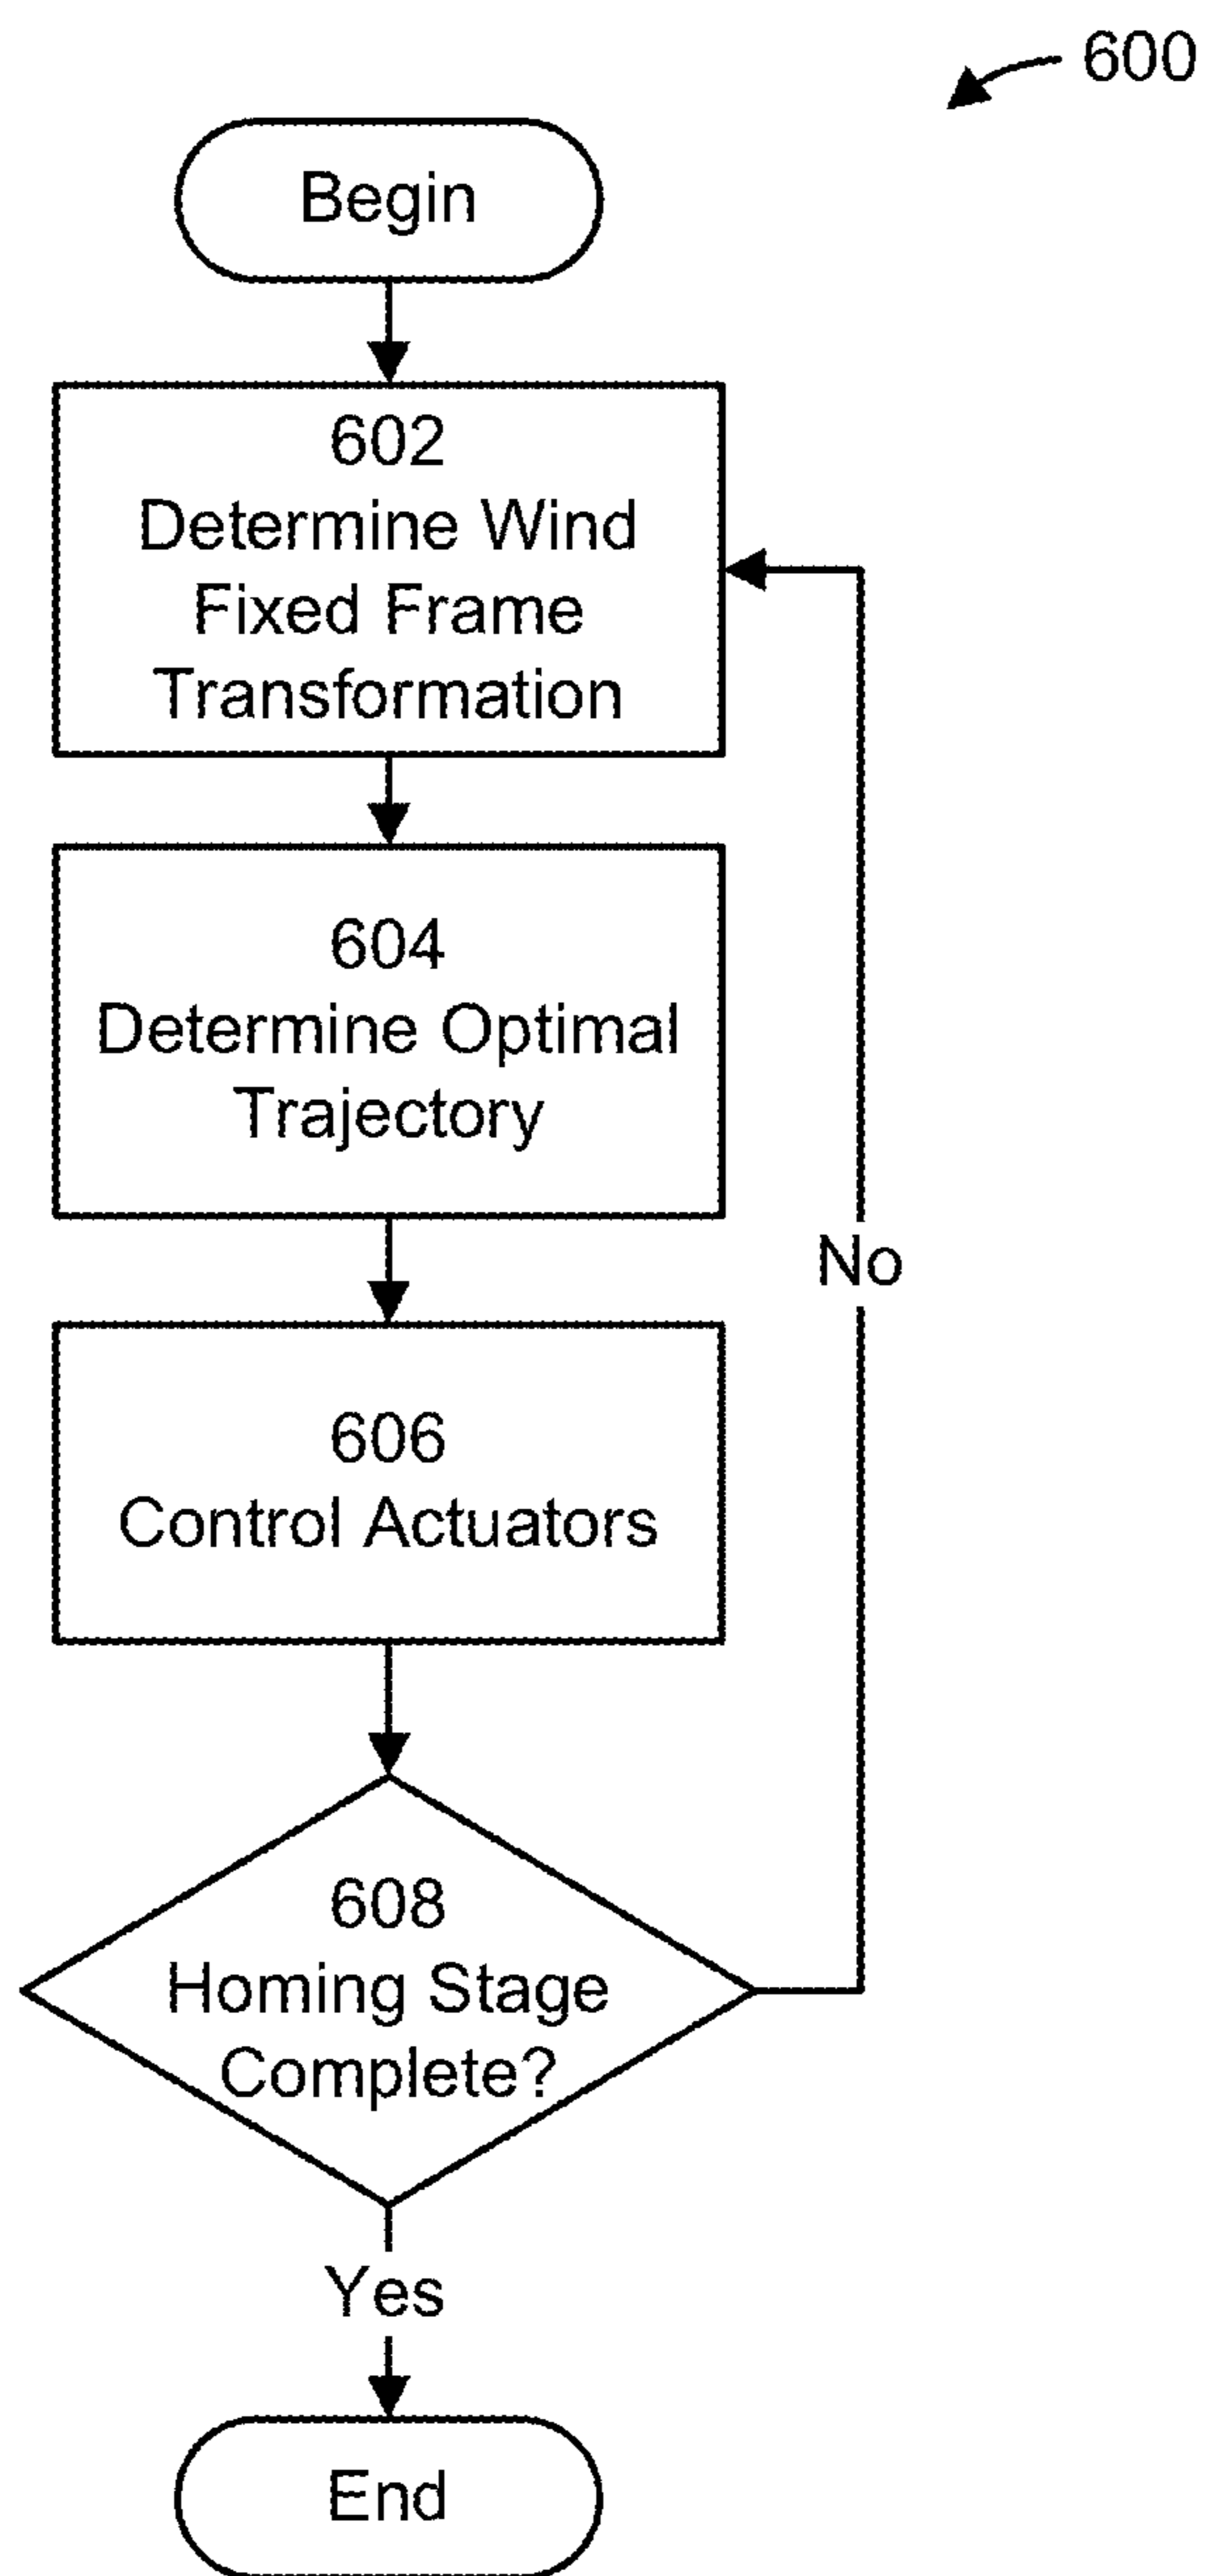 600
Begin
602
Determine Wind
Fixed Frame
Transformation
604
Determine Optimal
Trajectory
No
606
Control Actuators
608
Homing Stage
Complete?
Yes
End